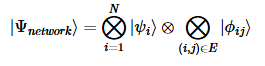 |Ψ_network⟩ = ⨂_{i=1}^{N} |ψ_i⟩ ⊗ ⨂_{(i,j)∈E} |ϕ_ij⟩